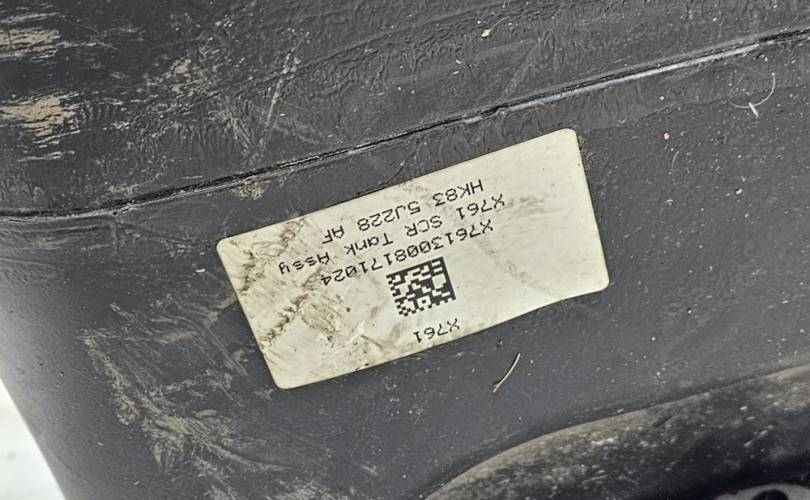 X761
X7613008171024
X761 SCR Tank Assy
HK83 5J228 AF